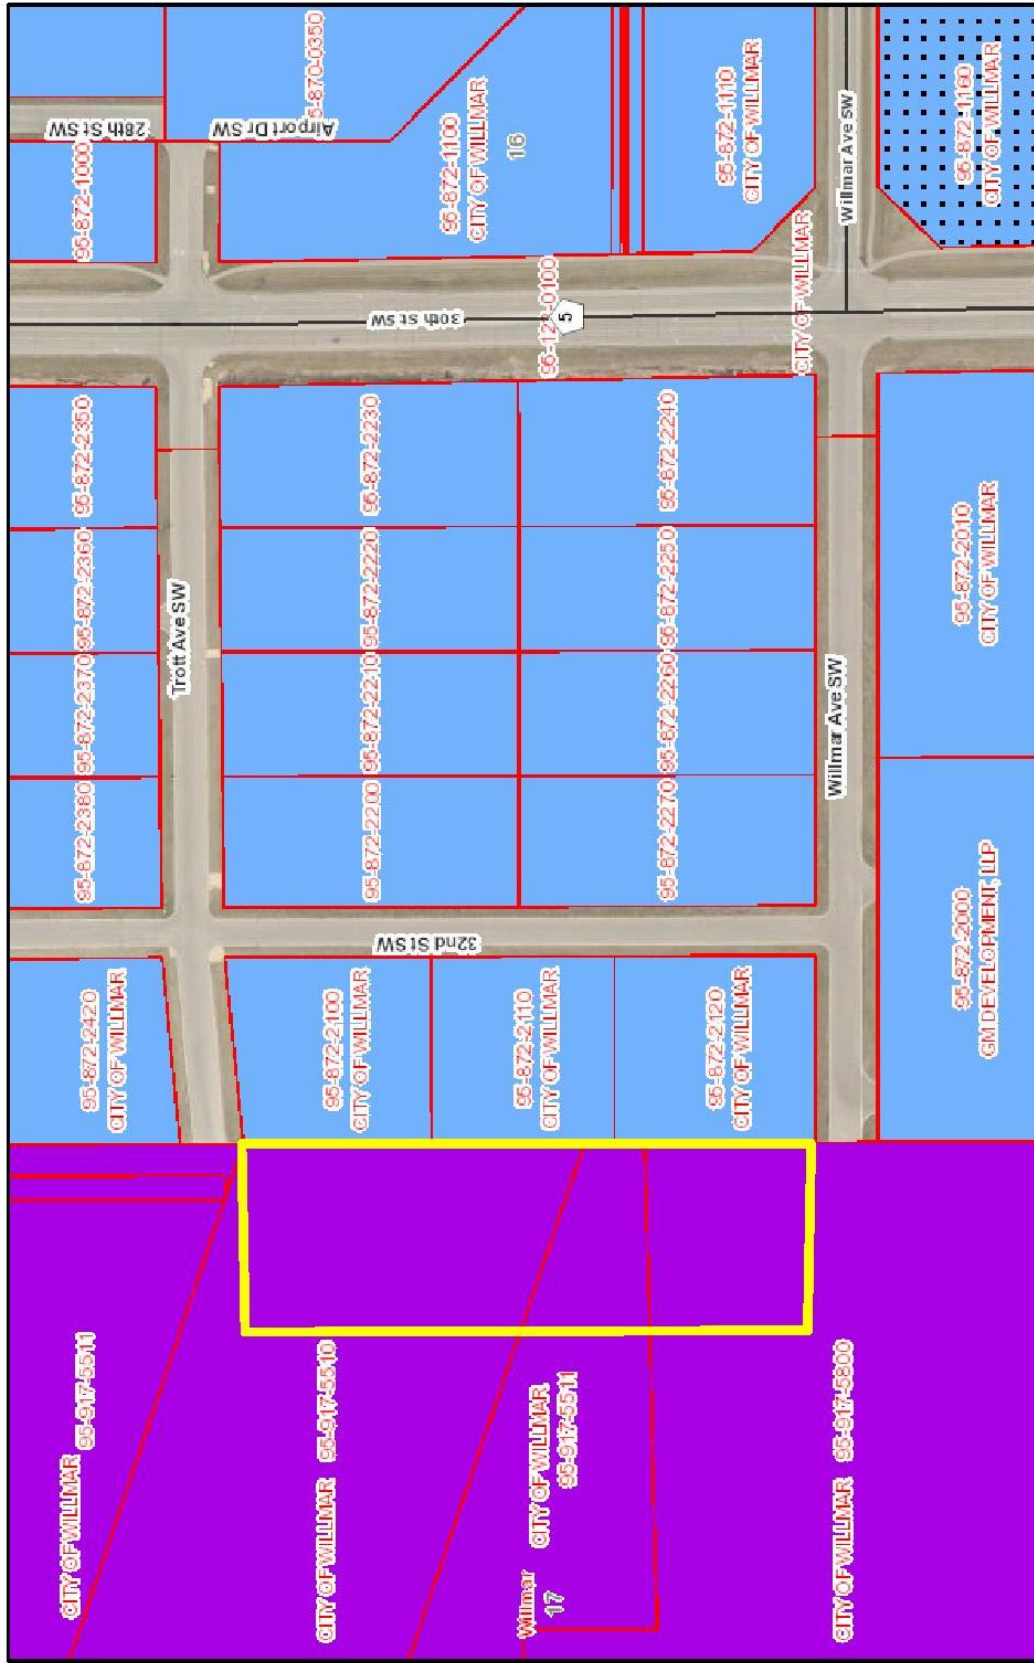 CITY OF WILLMAR 95-917-5511
95-872-2420
CITY OF WILLMAR
95-872-2380
95-872-2370
95-872-2360
95-872-2350
95-872-1000
28th St SW
Trott Ave SW
Airport Dr SW
5-870-0350
CITY OF WILLMAR 95-917-5510
95-872-2100
CITY OF WILLMAR
32nd St SW
95-872-2200
95-872-2210
95-872-2220
95-872-2230
30th St SW
95-872-1100
CITY OF WILLMAR
16
Willmar
17
CITY OF WILLMAR
95-917-5511
95-872-2110
CITY OF WILLMAR
5
95-872-2120
CITY OF WILLMAR
95-872-2270
95-872-2260
95-872-2250
95-872-2240
95-872-1110
CITY OF WILLMAR
CITY OF WILLMAR 95-917-5800
Willmar Ave SW
CITY OF WILLMAR
Willmar Ave SW
95-872-2000
GM DEVELOPMENT, LLP
95-872-2010
CITY OF WILLMAR
95-872-1160
CITY OF WILLMAR